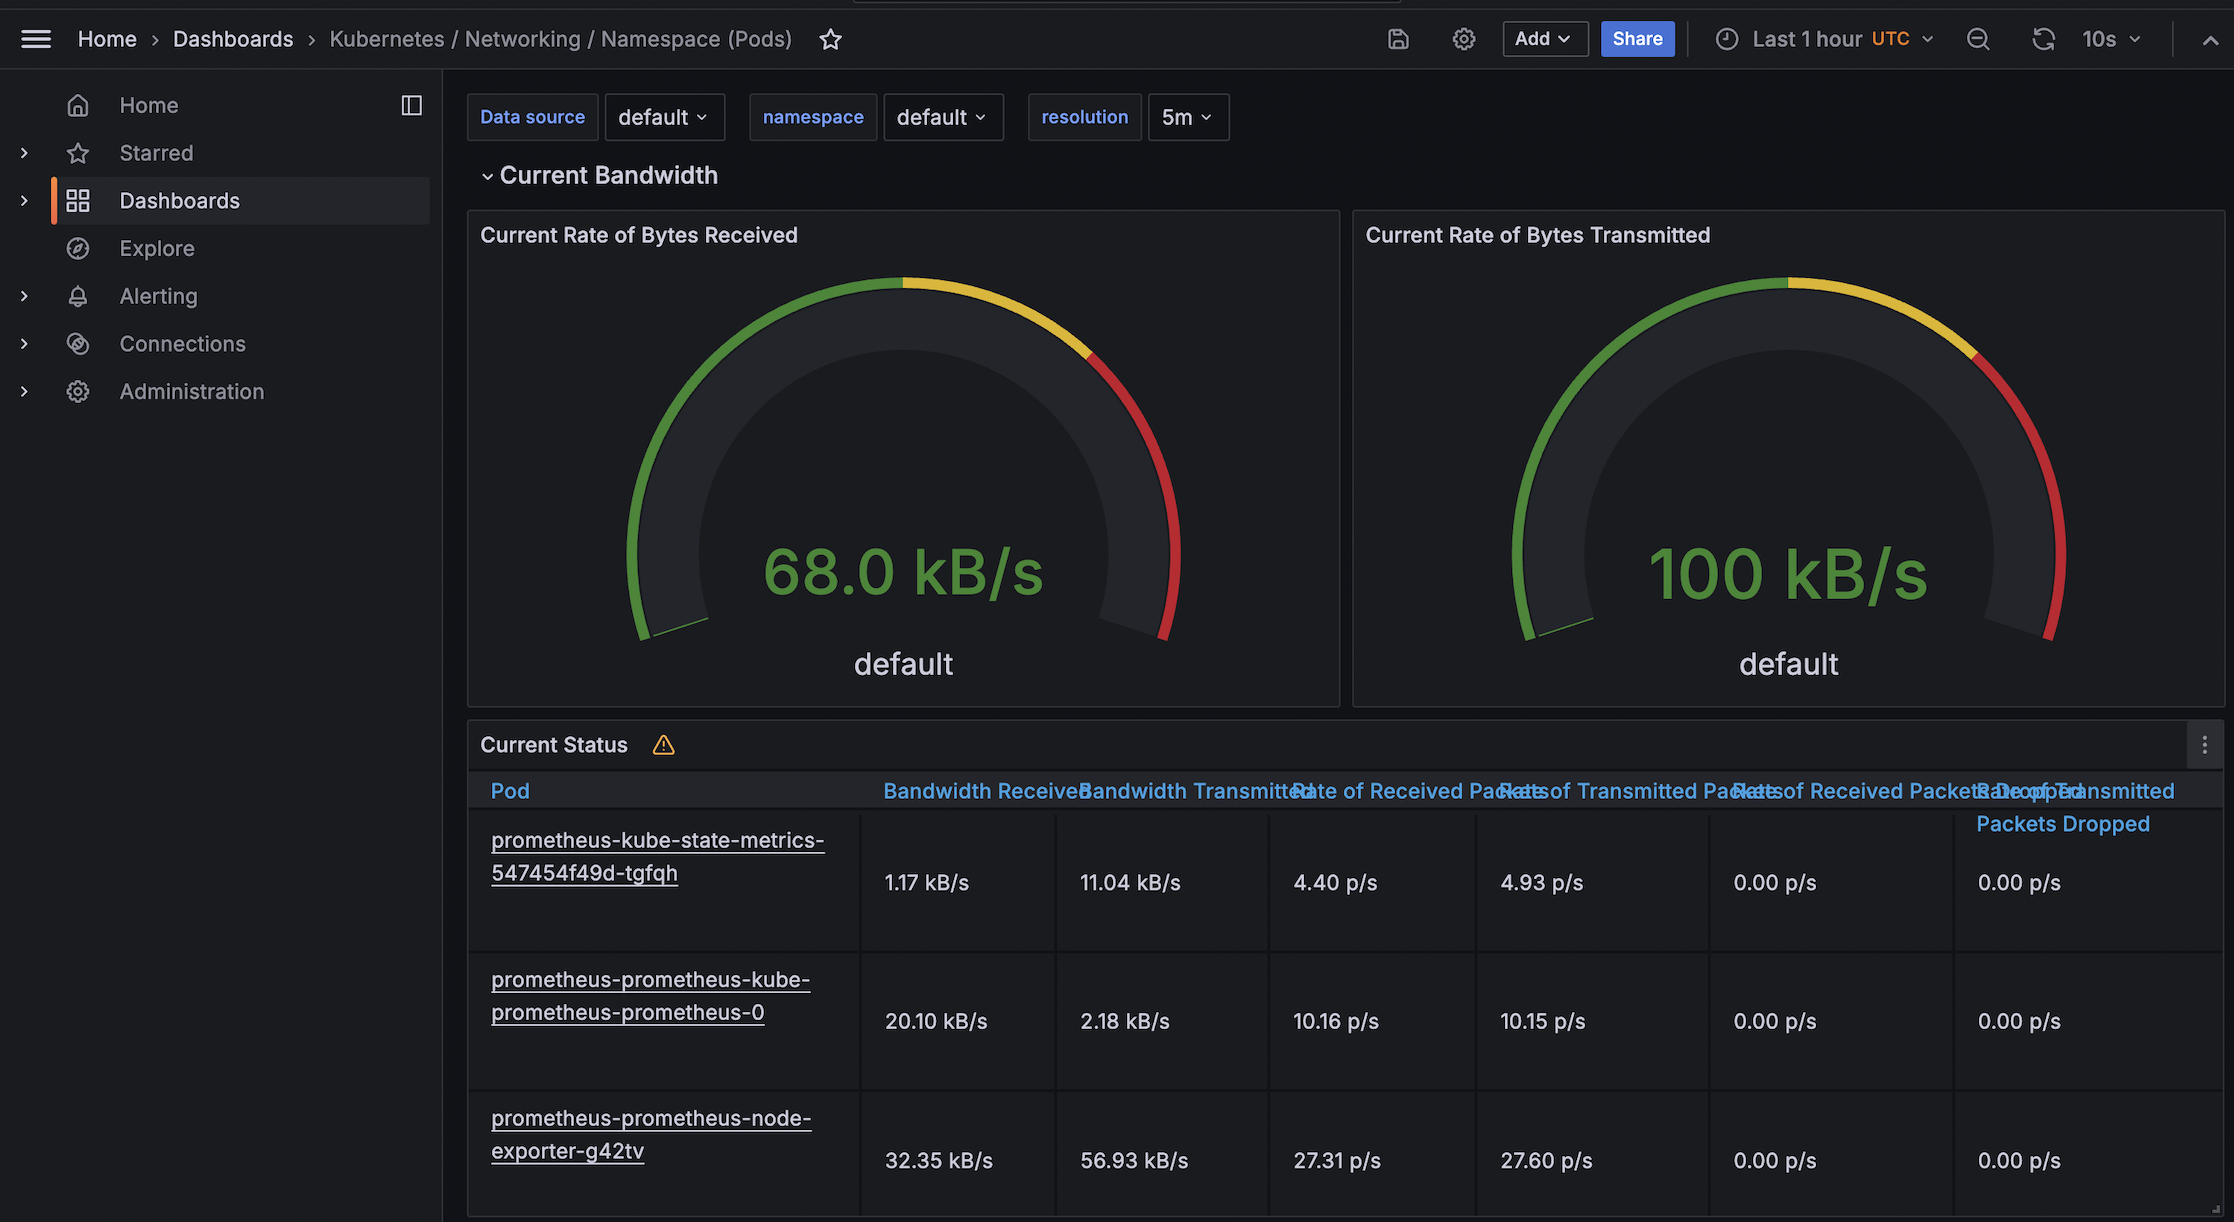 Home › Dashboards › Kubernetes / Networking / Namespace (Pods)
Add
Share
Last 1 hour UTC
10s
Home
Starred
Dashboards
Explore
Alerting
Connections
Administration
Data source default namespace default resolution 5m
Current Bandwidth
Current Rate of Bytes Received
68.0 kB/s
default
Current Rate of Bytes Transmitted
100 kB/s
default
Current Status
Pod Bandwidth Received Bandwidth Transmitted Rate of Received Packets Rate of Transmitted Packets Rate of Received Packets Dropped Rate of Transmitted
Packets Dropped
prometheus-kube-state-metrics-
547454f49d-tgfqh
1.17 kB/s 11.04 kB/s 4.40 p/s 4.93 p/s 0.00 p/s 0.00 p/s
prometheus-prometheus-kube-
prometheus-prometheus-0
20.10 kB/s 2.18 kB/s 10.16 p/s 10.15 p/s 0.00 p/s 0.00 p/s
prometheus-prometheus-node-
exporter-g42tv
32.35 kB/s 56.93 kB/s 27.31 p/s 27.60 p/s 0.00 p/s 0.00 p/s